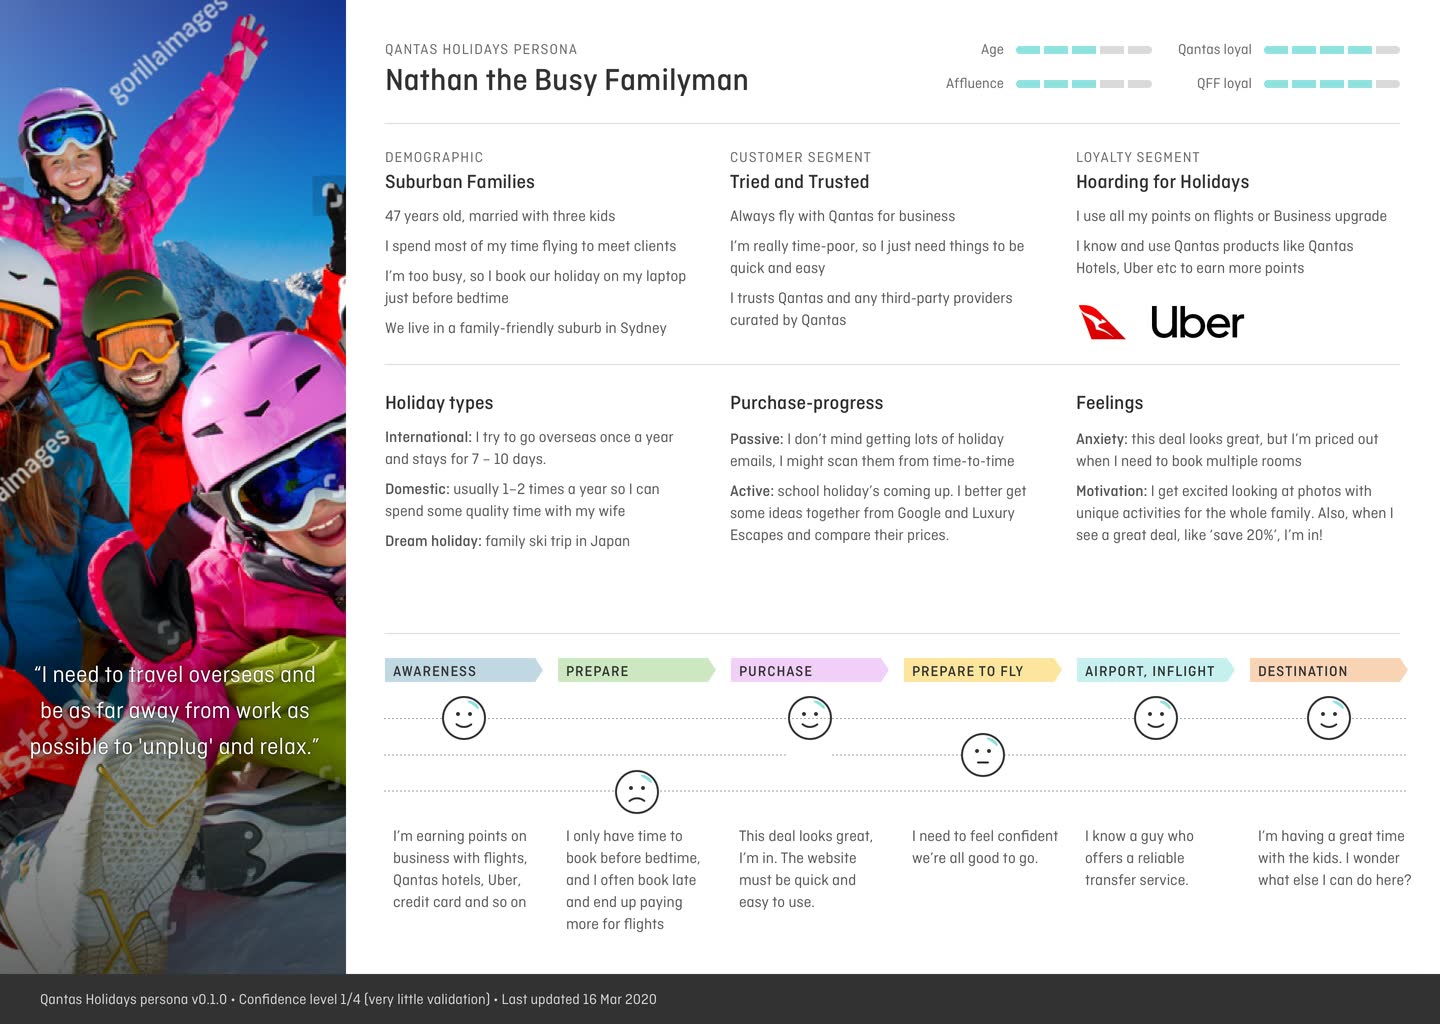 gorillaimages
aimages
“I need to travel overseas and
be as far away from work as
possible to 'unplug' and relax.”
QANTAS HOLIDAYS PERSONA
Nathan the Busy Familyman
Age
Qantas loyal
Affluence
QFF loyal
DEMOGRAPHIC
Suburban Families
47 years old, married with three kids
I spend most of my time flying to meet clients
I’m too busy, so I book our holiday on my laptop
just before bedtime
We live in a family-friendly suburb in Sydney
CUSTOMER SEGMENT
Tried and Trusted
Always fly with Qantas for business
I’m really time-poor, so I just need things to be
quick and easy
I trusts Qantas and any third-party providers
curated by Qantas
LOYALTY SEGMENT
Hoarding for Holidays
I use all my points on flights or Business upgrade
I know and use Qantas products like Qantas
Hotels, Uber etc to earn more points
Uber
Holiday types
International: I try to go overseas once a year
and stays for 7 – 10 days.
Domestic: usually 1–2 times a year so I can
spend some quality time with my wife
Dream holiday: family ski trip in Japan
Purchase-progress
Passive: I don’t mind getting lots of holiday
emails, I might scan them from time-to-time
Active: school holiday’s coming up. I better get
some ideas together from Google and Luxury
Escapes and compare their prices.
Feelings
Anxiety: this deal looks great, but I’m priced out
when I need to book multiple rooms
Motivation: I get excited looking at photos with
unique activities for the whole family. Also, when I
see a great deal, like ‘save 20%’, I’m in!
AWARENESS
PREPARE
PURCHASE
PREPARE TO FLY
AIRPORT, INFLIGHT
DESTINATION
I’m earning points on
business with flights,
Qantas hotels, Uber,
credit card and so on
I only have time to
book before bedtime,
and I often book late
and end up paying
more for flights
This deal looks great,
I’m in. The website
must be quick and
easy to use.
I need to feel confident
we’re all good to go.
I know a guy who
offers a reliable
transfer service.
I’m having a great time
with the kids. I wonder
what else I can do here?
Qantas Holidays persona v0.1.0 • Confidence level 1/4 (very little validation) • Last updated 16 Mar 2020